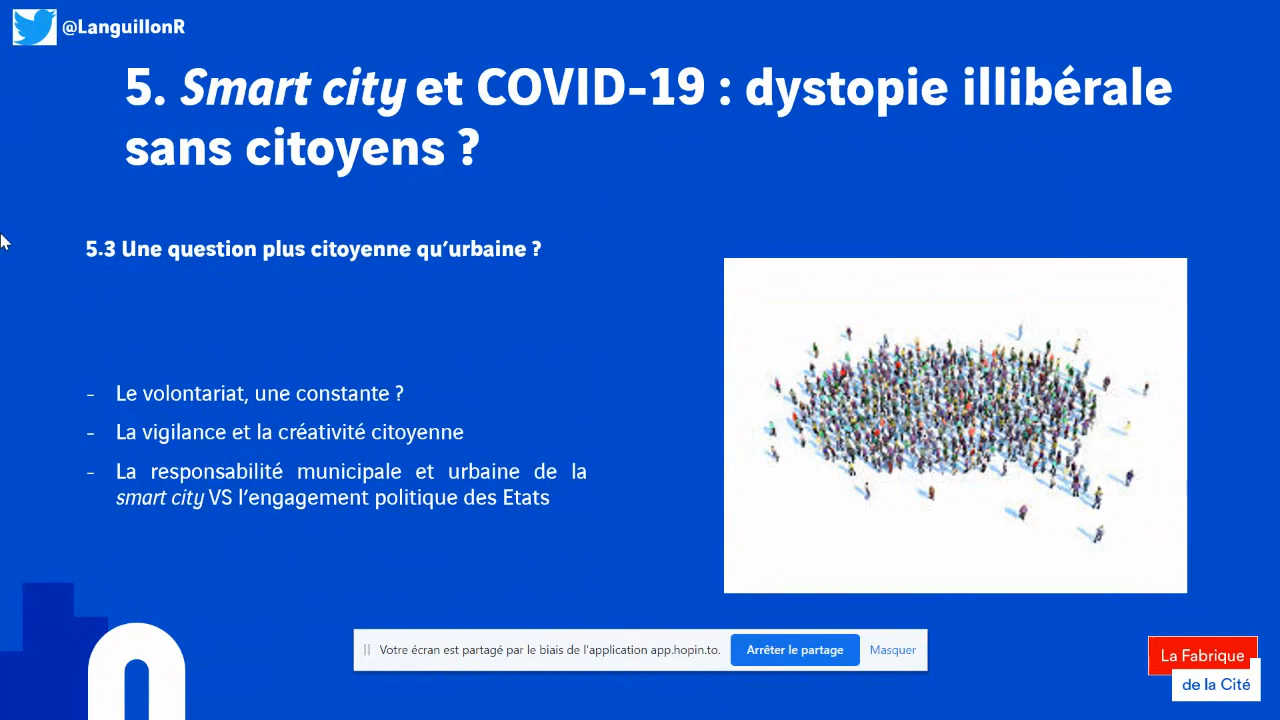 @LanguillonR
5. Smart city et COVID-19 : dystopie illibérale
sans citoyens ?
5.3 Une question plus citoyenne qu'urbaine ?
- Le volontariat, une constante ?
- La vigilance et la créativité citoyenne
- La responsabilité municipale et urbaine de la
smart city VS l'engagement politique des Etats
Votre écran est partagé par le biais de l'application app.hopin.to.
Arrêter le partage
Masquer
La Fabrique
de la Cité